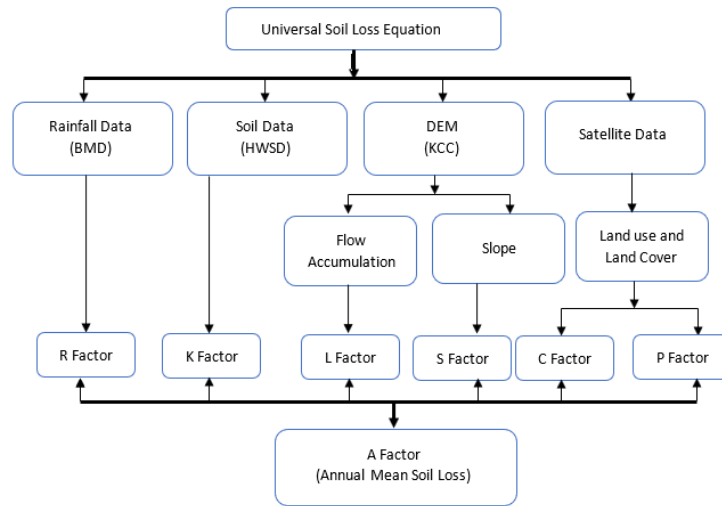 Universal Soil Loss Equation
Rainfall Data
(BMD)
Soil Data
(HWSD)
DEM
(KCC)
Satellite Data
Flow
Accumulation
Slope
Land use and
Land Cover
R Factor
K Factor
L Factor
S Factor
C Factor
P Factor
A Factor
(Annual Mean Soil Loss)